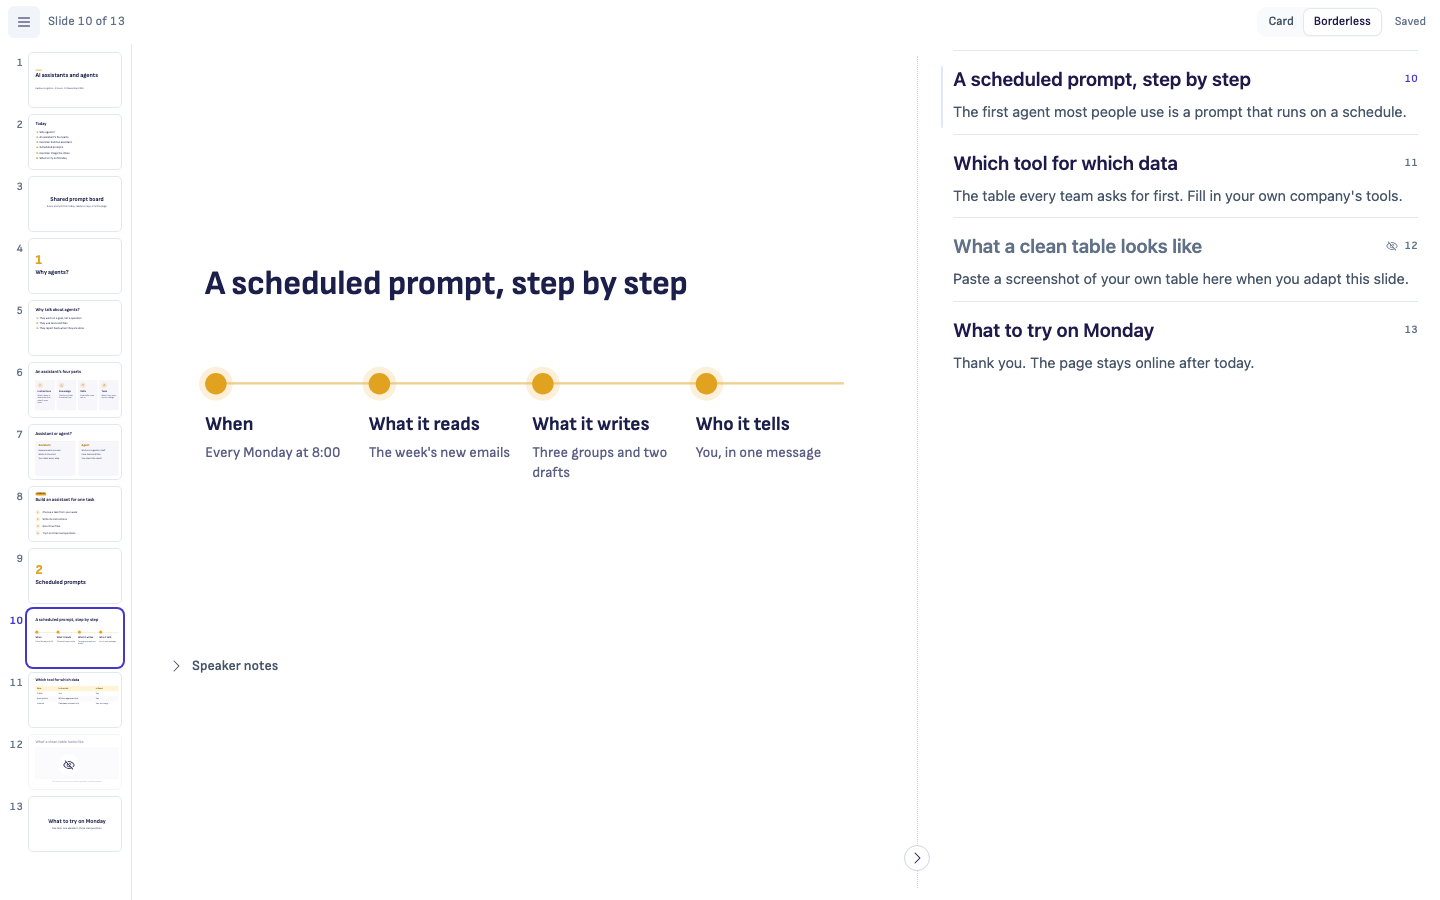 Slide 10 of 13
Card
Borderless
Saved
1
AI assistants and agents
2
Today
3
Shared prompt board
4
1
Why agents?
5
Why talk about agents?
6
An assistant's four parts
7
Assistant or agent?
8
Build an assistant for one task
9
2
Scheduled prompts
10
A scheduled prompt, step by step
11
Which tool for which data
12
What a clean table looks like
13
What to try on Monday
A scheduled prompt, step by step
When
Every Monday at 8:00
What it reads
The week's new emails
What it writes
Three groups and two
drafts
Who it tells
You, in one message
Speaker notes
A scheduled prompt, step by step
10
The first agent most people use is a prompt that runs on a schedule.
Which tool for which data
11
The table every team asks for first. Fill in your own company's tools.
What a clean table looks like
12
Paste a screenshot of your own table here when you adapt this slide.
What to try on Monday
13
Thank you. The page stays online after today.